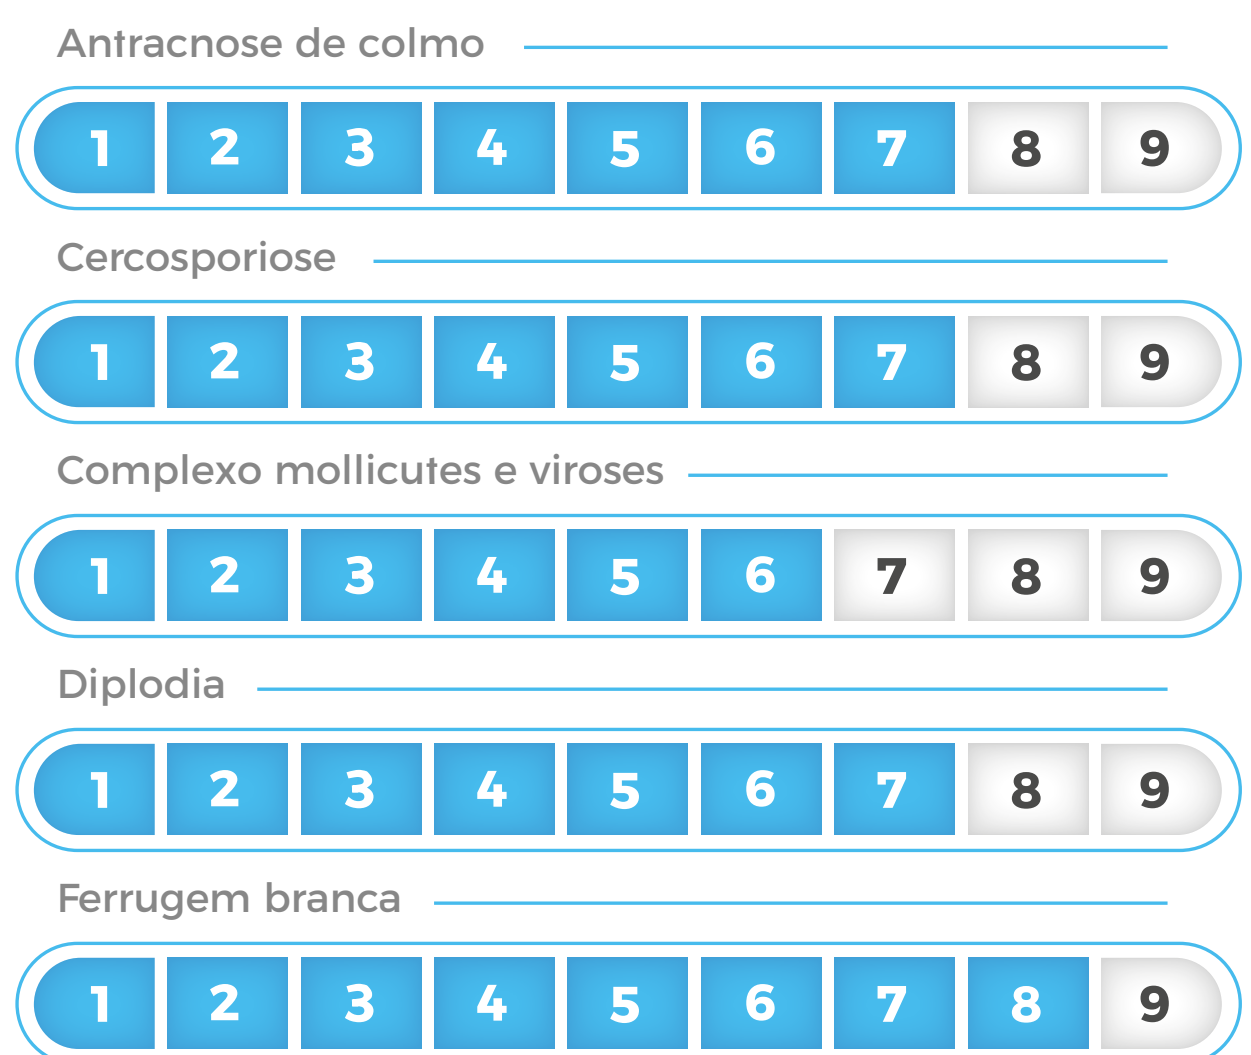 Antracnose de colmo
1 2 3 4 5 6 7 8 9
Cercosporiose
1 2 3 4 5 6 7 8 9
Complexo mollicutes e viroses
1 2 3 4 5 6 7 8 9
Diplodia
1 2 3 4 5 6 7 8 9
Ferrugem branca
1 2 3 4 5 6 7 8 9